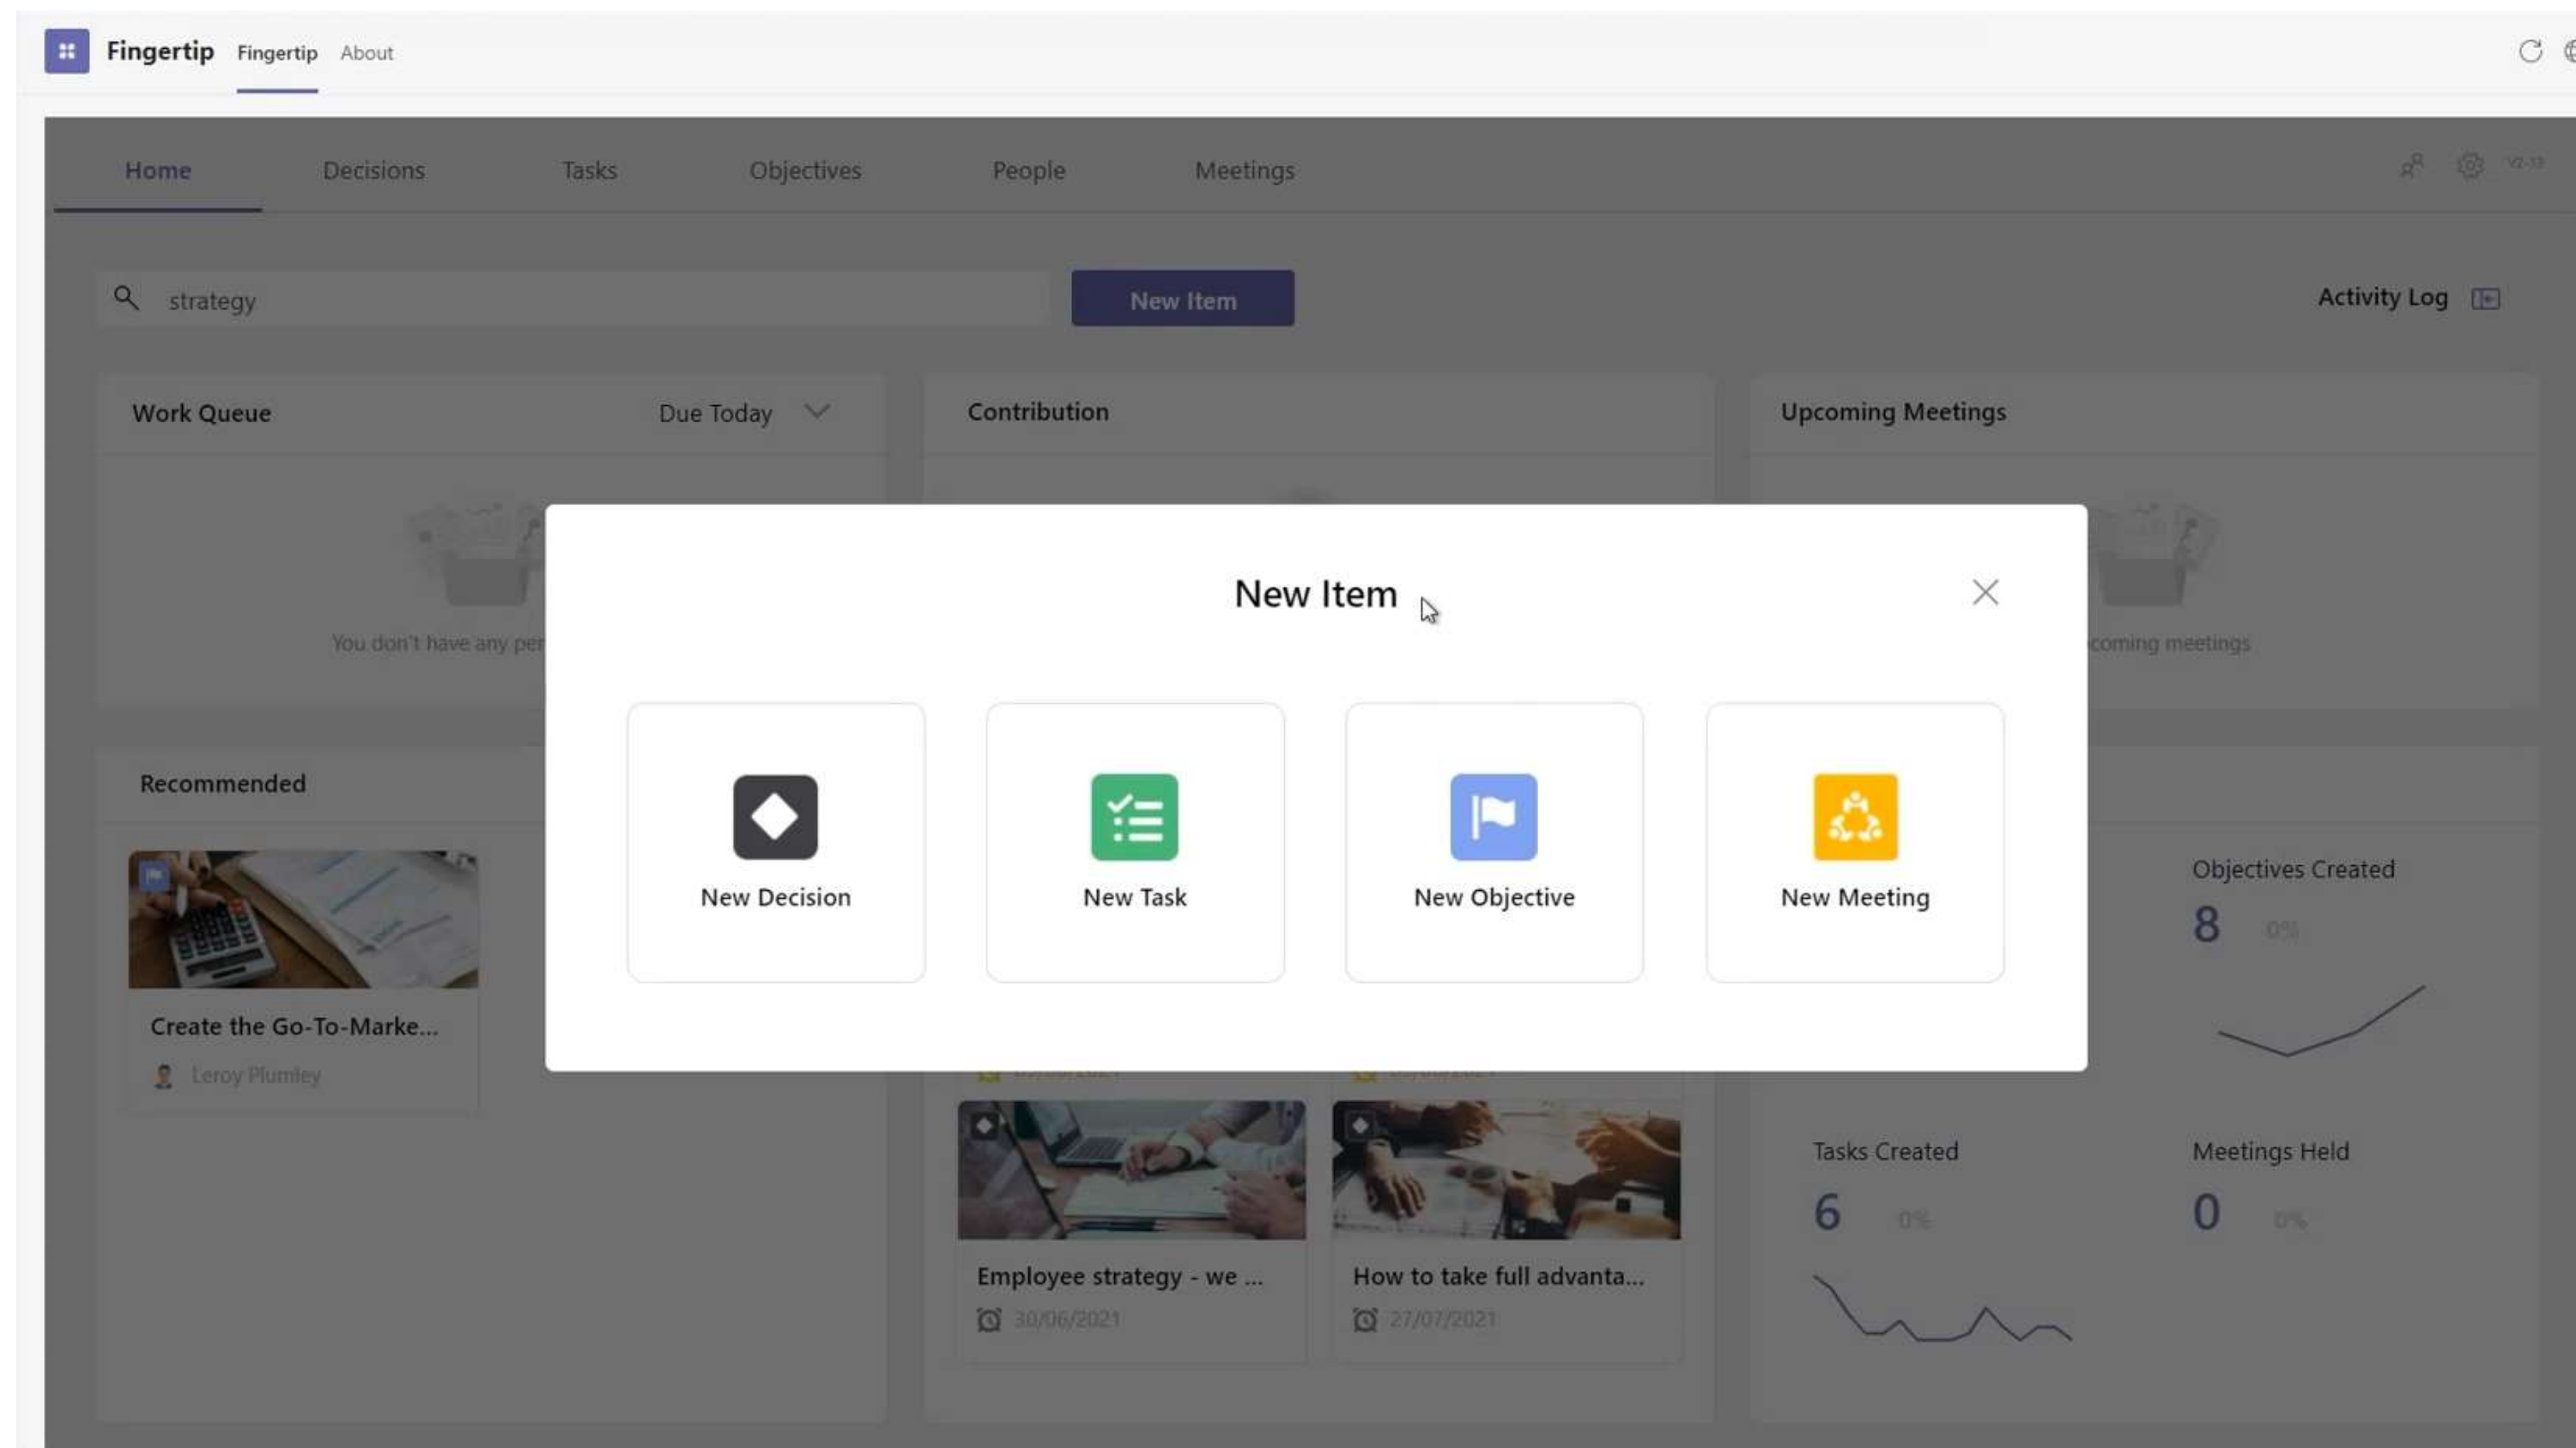 Fingertip Fingertip About
Home Decisions Tasks Objectives People Meetings
strategy New Item Activity Log
Work Queue Due Today Contribution Upcoming Meetings
New Item
You don't have any
meetings
Recommended
New Decision New Task New Objective New Meeting
Objectives Created
8 0%
Create the Go-To-Marke...
Leroy Plumley
Tasks Created Meetings Held
6 0% 0 0%
Employee strategy - we ... How to take full advanta...
30/06/2021 27/07/2021